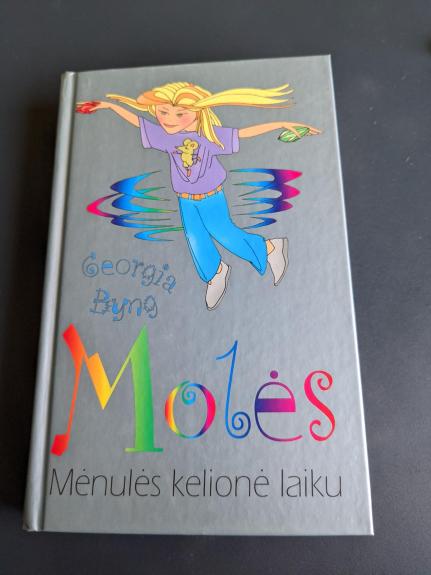 Georgia
Byng
Molės
Mėnulės kelionė laiku